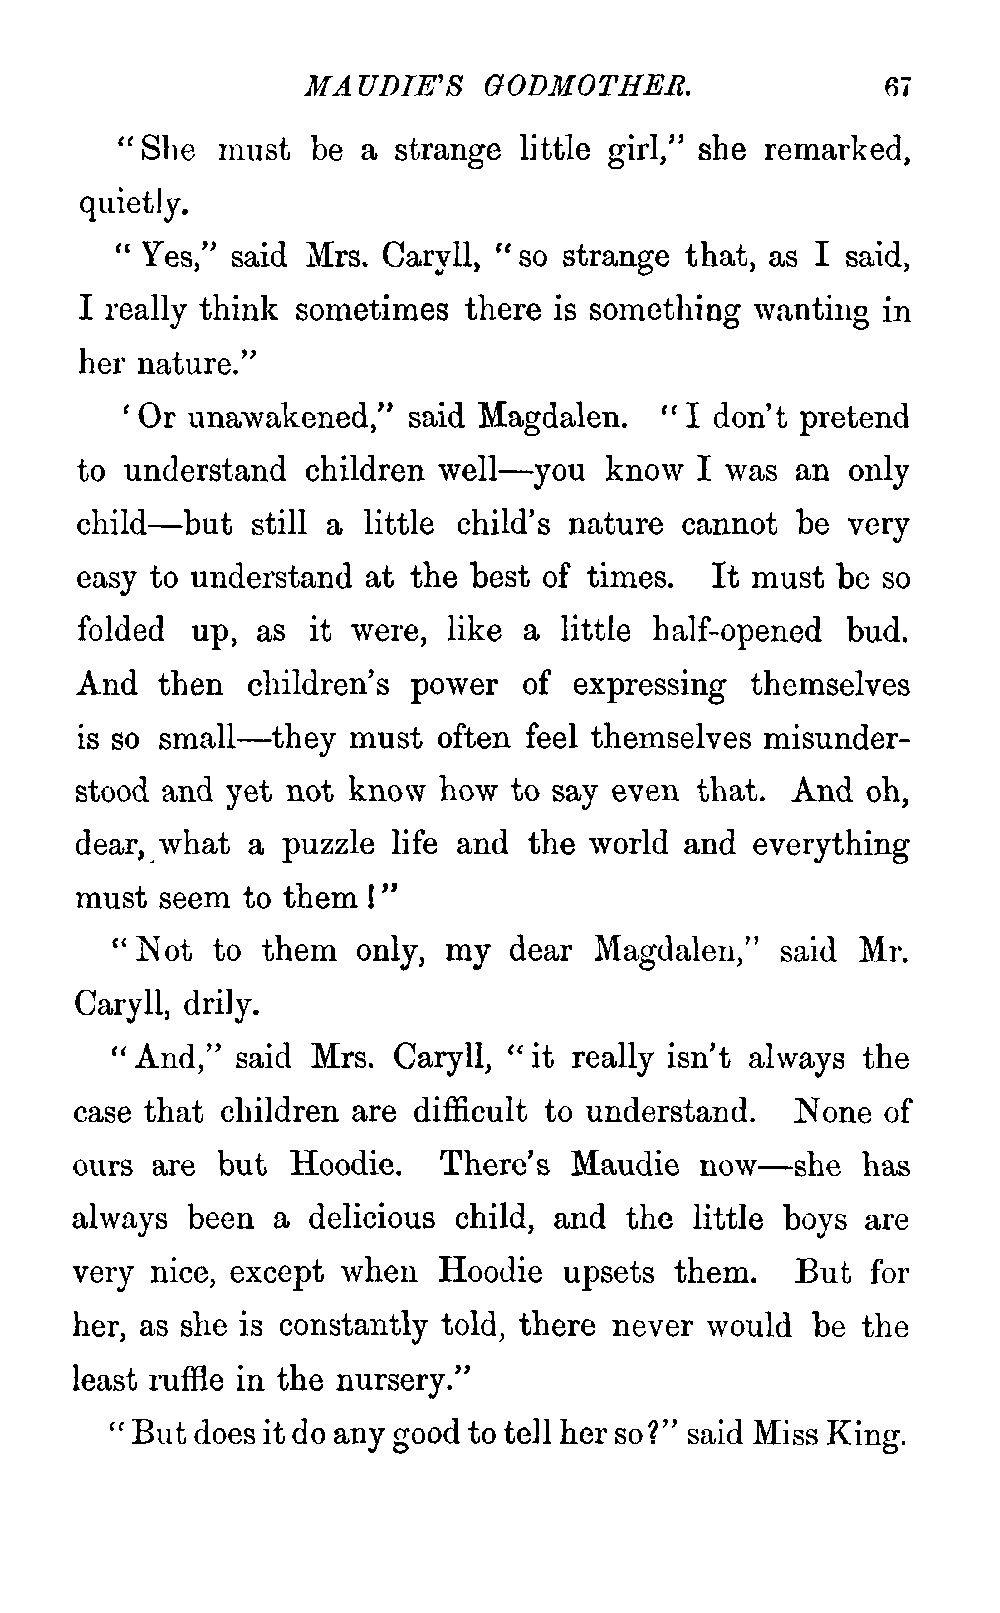 MAUDIE'S GODMOTHER. 67
"She must be a strange little girl," she remarked,
quietly.
"Yes," said Mrs. Caryll, "so strange that, as I said,
I really think sometimes there is something wanting in
her nature."
'Or unawakened," said Magdalen. "I don't pretend
to understand children well—you know I was an only
child—but still a little child's nature cannot be very
easy to understand at the best of times. It must be so
folded up, as it were, like a little half-opened bud.
And then children's power of expressing themselves
is so small—they must often feel themselves misunder-
stood and yet not know how to say even that. And oh,
dear, what a puzzle life and the world and everything
must seem to them!"
"Not to them only, my dear Magdalen," said Mr.
Caryll, drily.
"And," said Mrs. Caryll, "it really isn't always the
case that children are difficult to understand. None of
ours are but Hoodie. There's Maudie now—she has
always been a delicious child, and the little boys are
very nice, except when Hoodie upsets them. But for
her, as she is constantly told, there never would be the
least ruffle in the nursery."
"But does it do any good to tell her so?" said Miss King.